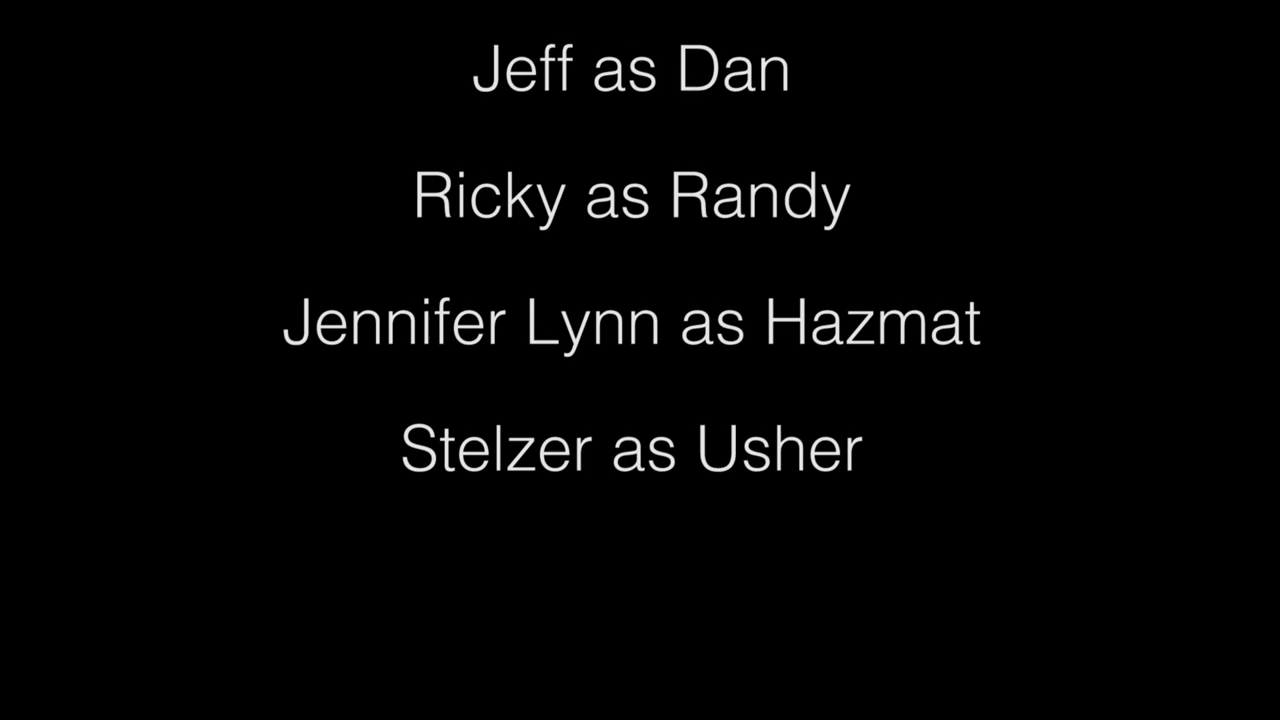 Jeff as Dan
Ricky as Randy
Jennifer Lynn as Hazmat
Stelzer as Usher